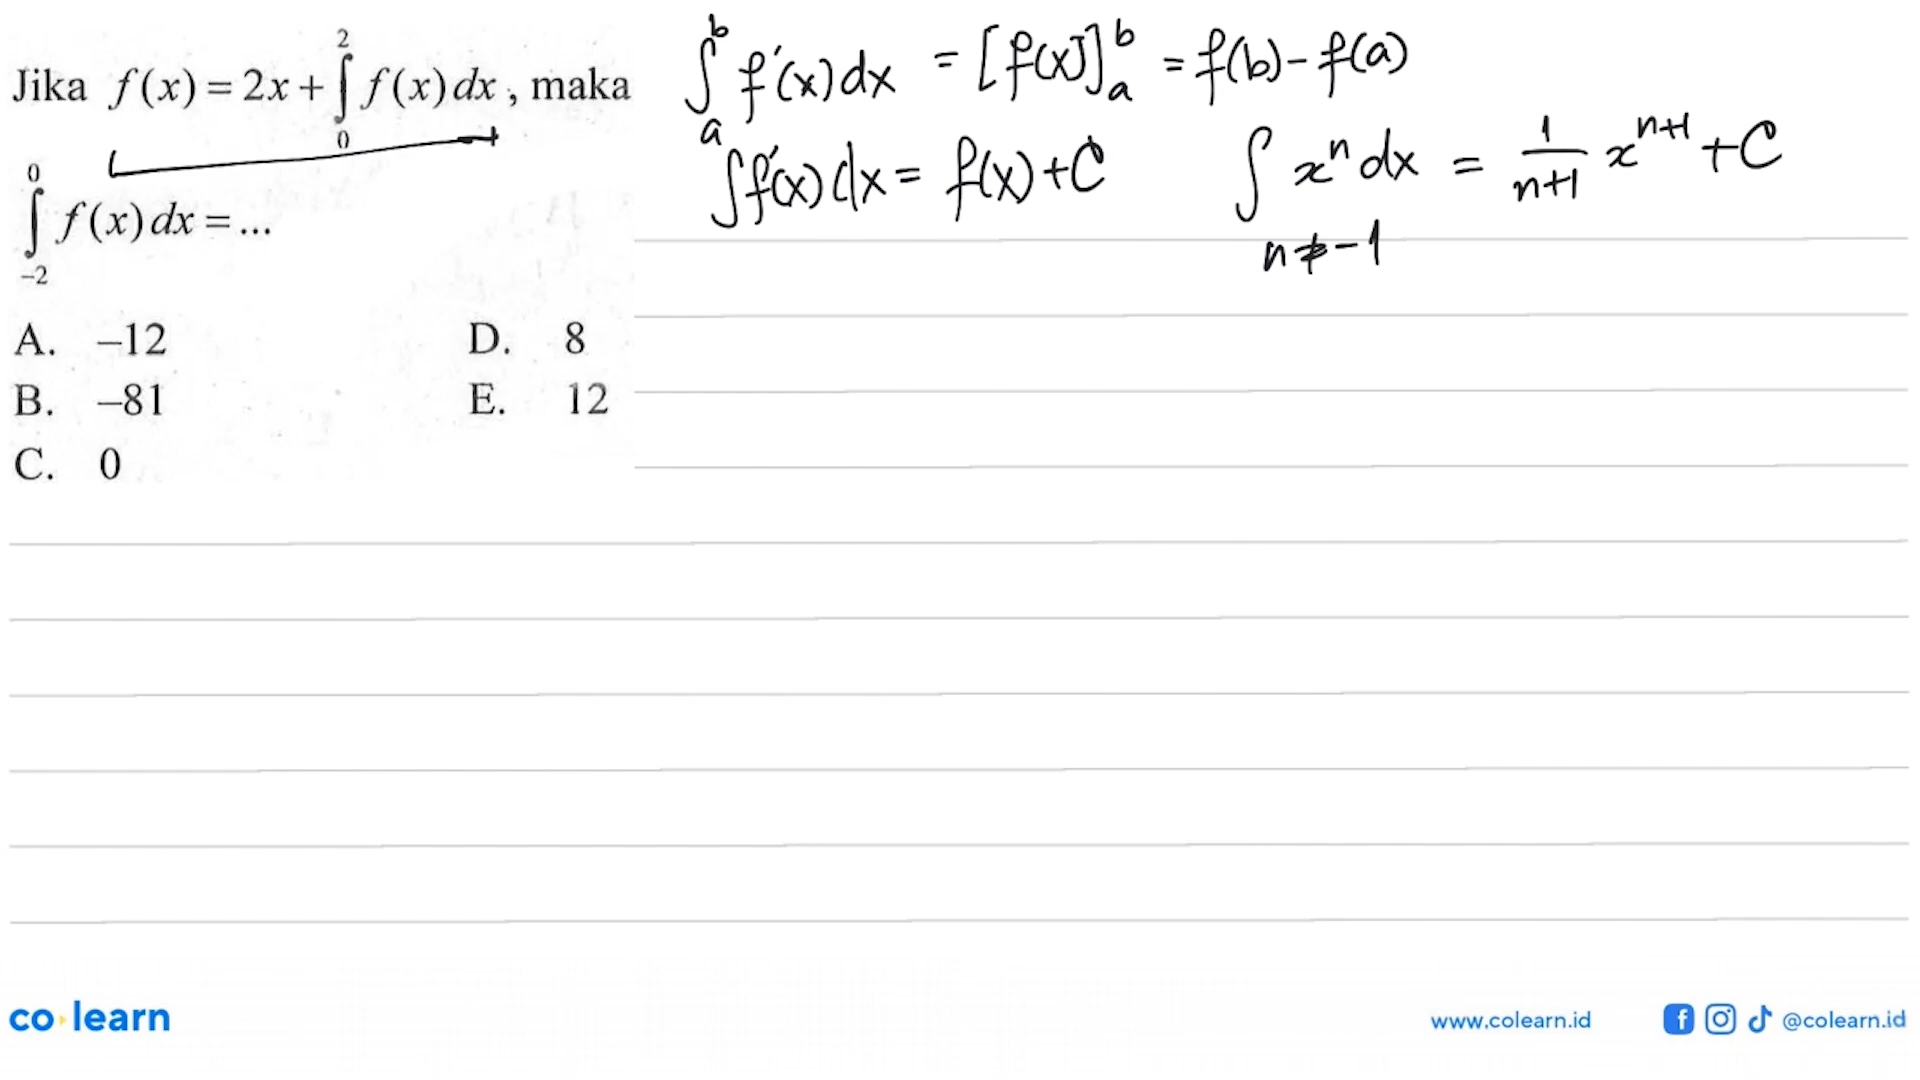 Jika f(x) = 2x + ∫₀² f(x) dx, maka
∫₋₂⁰ f(x) dx = ...
A. –12
B. –81
C. 0
D. 8
E. 12
∫ₐᵇ f'(x) dx = [f(x)]ₐᵇ = f(b) - f(a)
∫f'(x) dx = f(x) + C
∫ xⁿ dx = 1/(n+1) xⁿ⁺¹ + C
n ≠ -1
co learn
www.colearn.id
@colearn.id